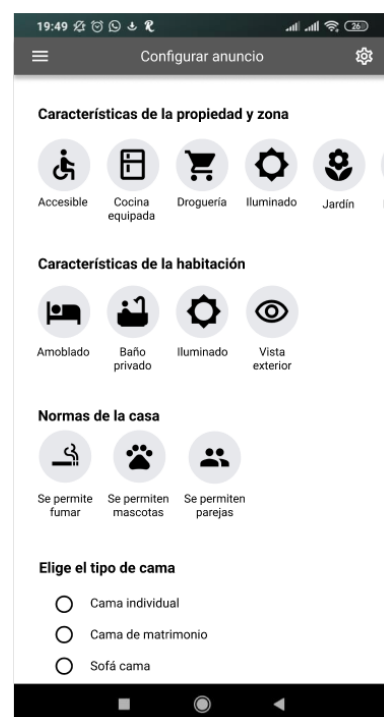 19:49
26
Configurar anuncio
Características de la propiedad y zona
Accesible
Cocina
equipada
Droguería
Iluminado
Jardín
Características de la habitación
Amoblado
Baño
privado
Iluminado
Vista
exterior
Normas de la casa
Se permite
fumar
Se permiten
mascotas
Se permiten
parejas
Elige el tipo de cama
Cama individual
Cama de matrimonio
Sofá cama